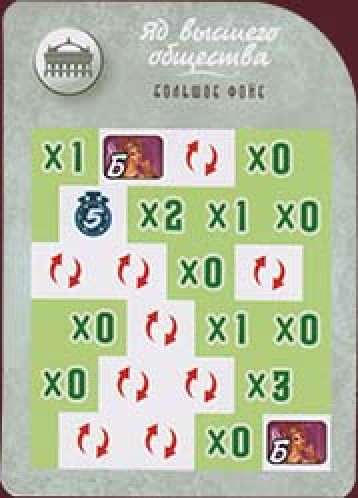 Яд высшего
общества
БОЛЬШОЕ ФОЙЕ
x1 Б x0
5 x2 x1 x0
x0
x0 x1 x0
x0 x3
x0 Б